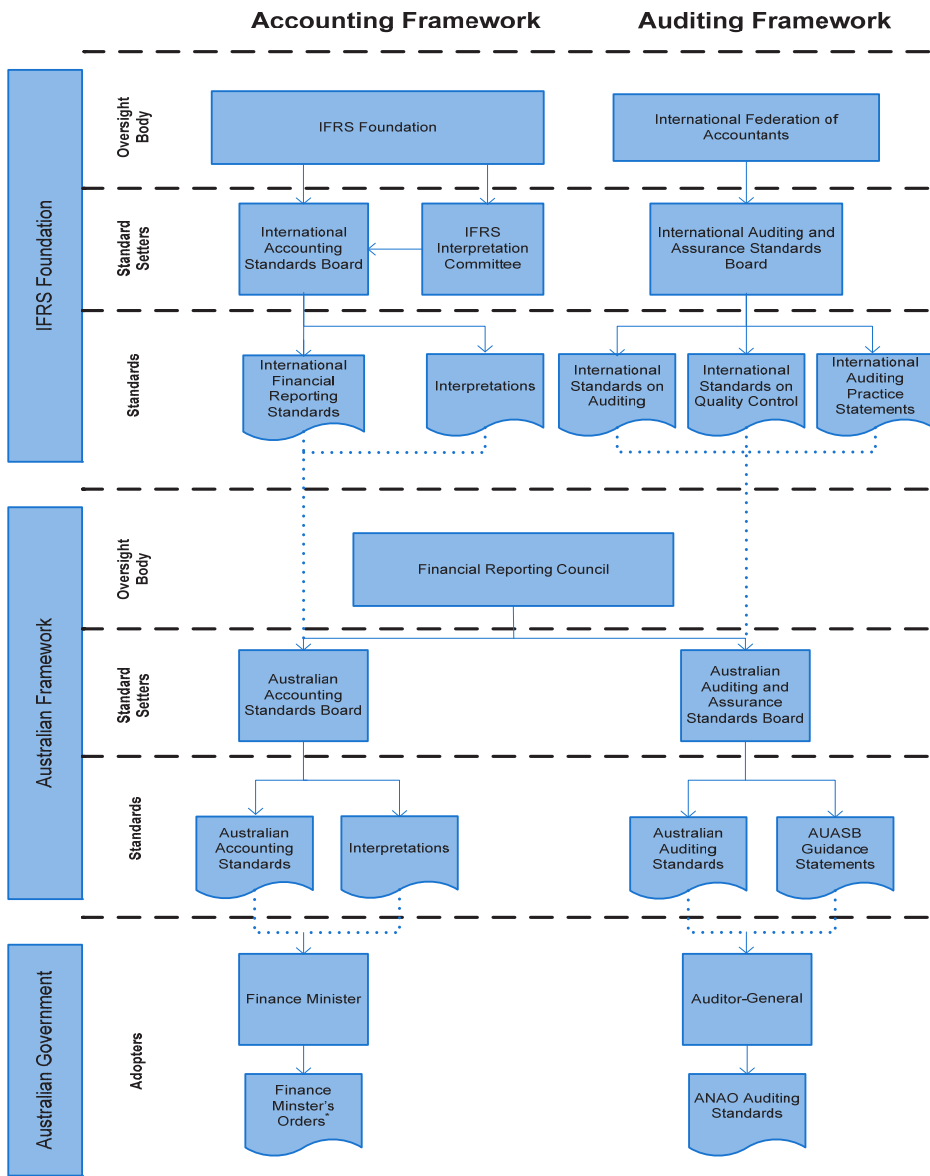 Accounting Framework
Auditing Framework
IFRS Foundation
Oversight
Body
IFRS Foundation
International Federation of
Accountants
Standard
Setters
International
Accounting
Standards Board
IFRS
Interpretation
Committee
International Auditing and
Assurance Standards
Board
Standards
International
Financial
Reporting
Standards
Interpretations
International
Standards on
Auditing
International
Standards on
Quality Control
International
Auditing
Practice
Statements
Australian Framework
Oversight
Body
Financial Reporting Council
Standard
Setters
Australian
Accounting
Standards Board
Australian
Auditing and
Assurance
Standards Board
Standards
Australian
Accounting
Standards
Interpretations
Australian
Auditing
Standards
AUASB
Guidance
Statements
Australian Government
Adopters
Finance Minister
Auditor-General
Finance
Minster's
Orders*
ANAO Auditing
Standards